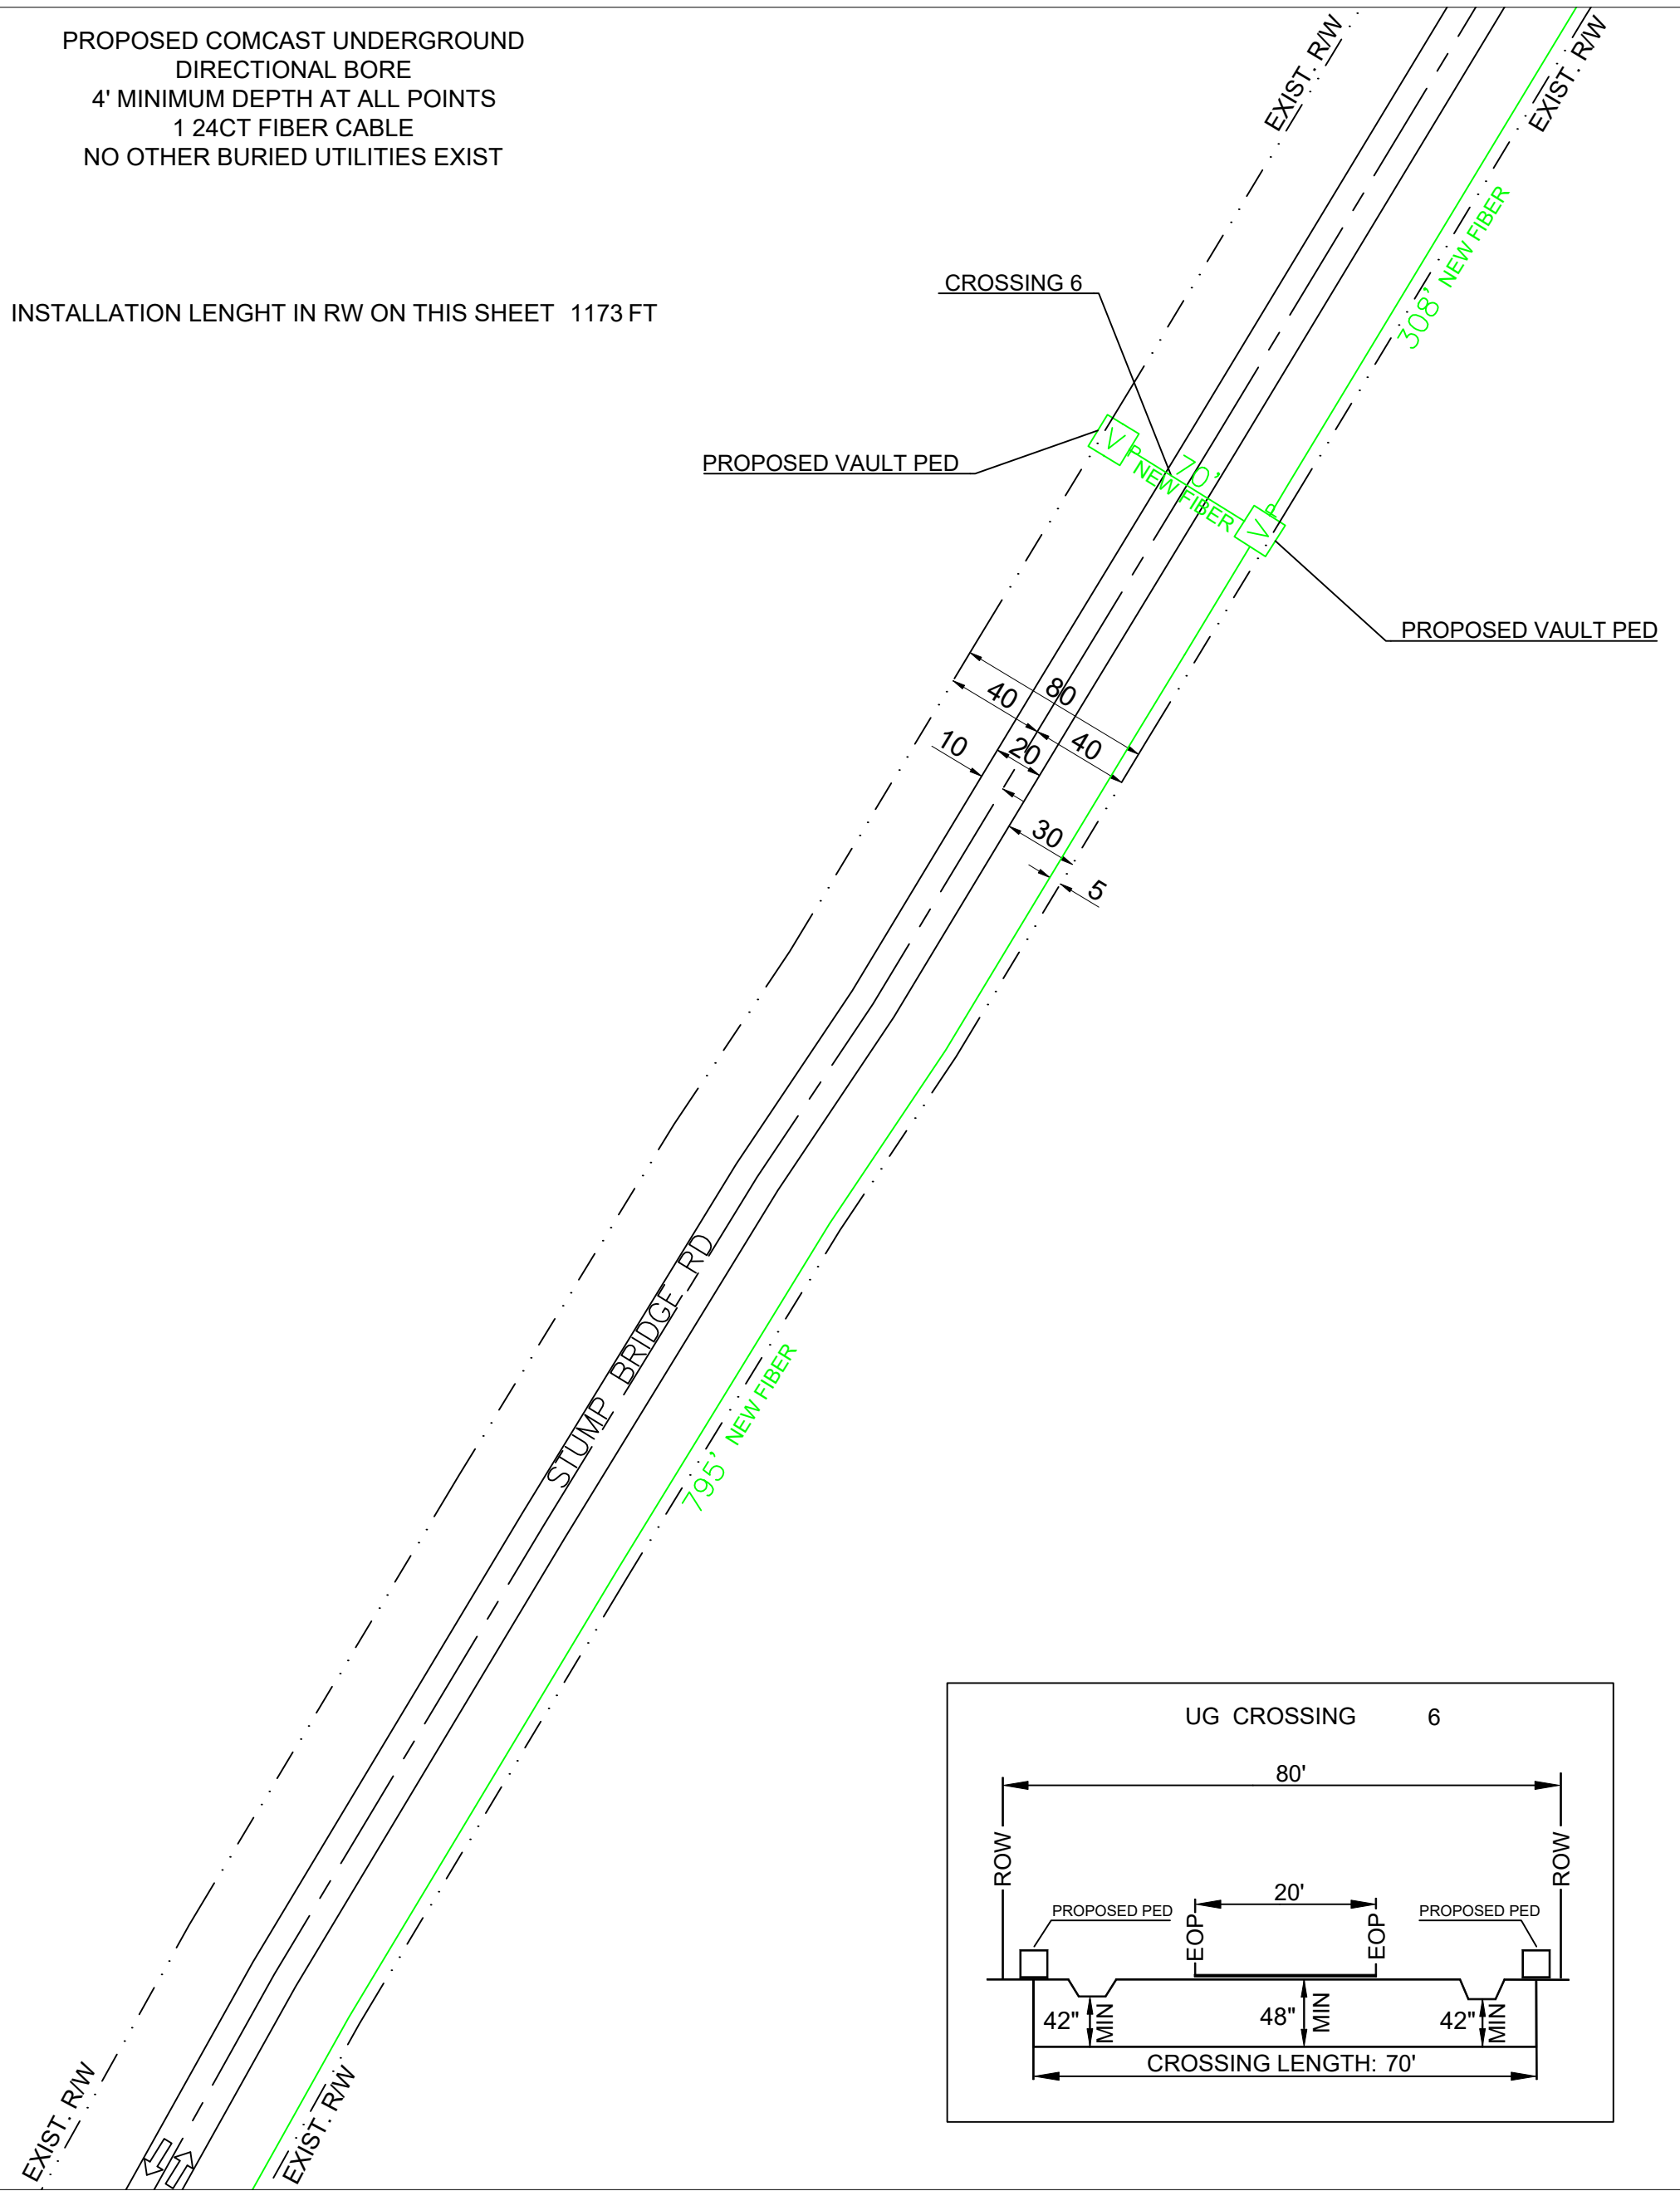 PROPOSED COMCAST UNDERGROUND
DIRECTIONAL BORE
4' MINIMUM DEPTH AT ALL POINTS
1 24CT FIBER CABLE
NO OTHER BURIED UTILITIES EXIST
INSTALLATION LENGHT IN RW ON THIS SHEET 1173 FT
EXIST. R/W
EXIST. R/W
308' NEW FIBER
CROSSING 6
PROPOSED VAULT PED
V P
70'
NEW FIBER
V P
PROPOSED VAULT PED
80
40
40
10
20
30
5
STUMP BRIDGE RD
795' NEW FIBER
EXIST. R/W
EXIST. R/W
UG CROSSING 6
80'
ROW
ROW
20'
PROPOSED PED
PROPOSED PED
EOP
EOP
42" MIN
48" MIN
42" MIN
CROSSING LENGTH: 70'